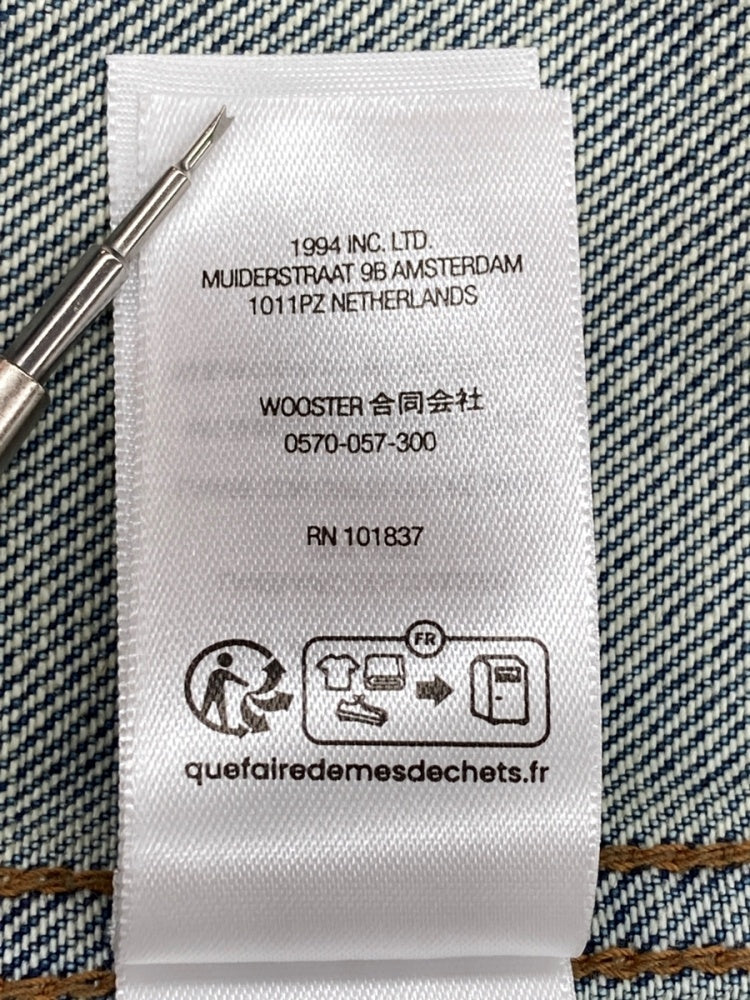 1994 INC. LTD.
MUIDERSTRAAT 9B AMSTERDAM
1011PZ NETHERLANDS
WOOSTER 合同会社
0570-057-300
RN 101837
FR
quefairedemesdechets.fr